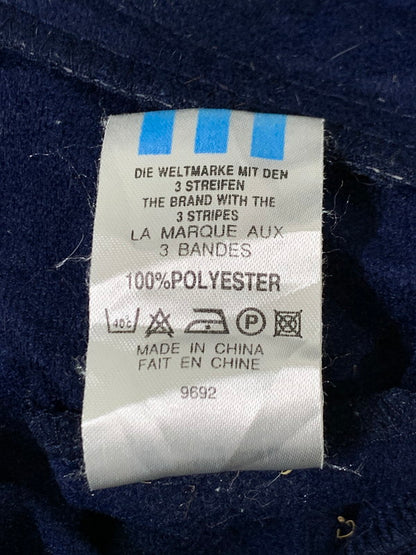 DIE WELTMARKE MIT DEN
3 STREIFEN
THE BRAND WITH THE
3 STRIPES
LA MARQUE AUX
3 BANDES
100%POLYESTER
40c P
MADE IN CHINA
FAIT EN CHINE
9692